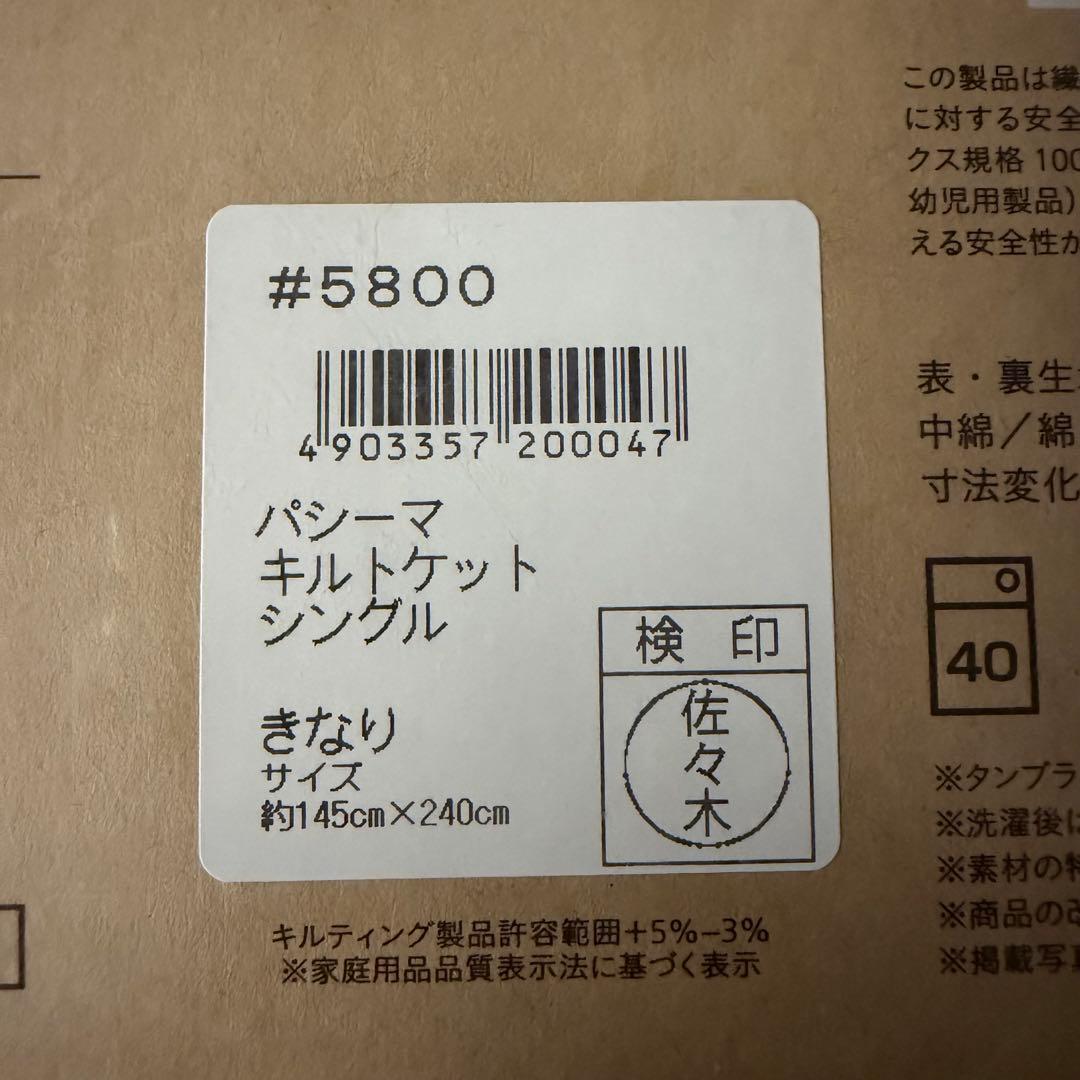 #5800
4903357 200047
パシーマ
キルトケット
シングル
きなり
サイズ
約145cm×240cm
検 印
佐々木
キルティング製品許容範囲+5%−3%
※家庭用品品質表示法に基づく表示
この製品は繊
に対する安全
クス規格 100
幼児用製品)
える安全性が
表・裏生
中綿／綿
寸法変化
40
※タンブラ
※洗濯後に
※素材の特
※商品の改
※掲載写真